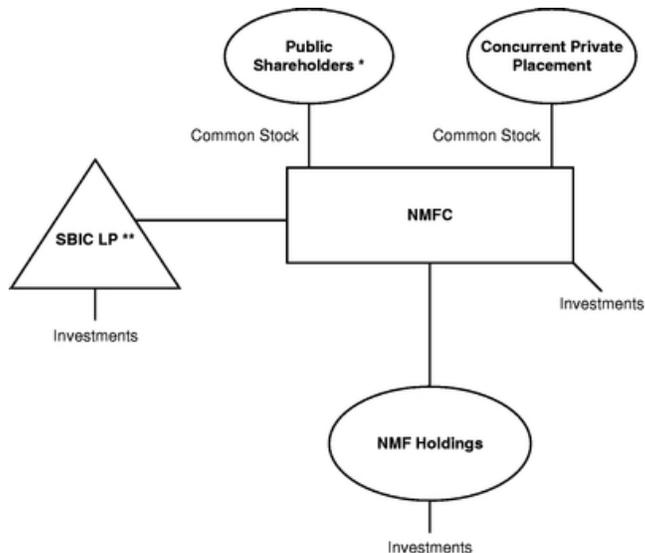 Public
Shareholders *
Concurrent Private
Placement
Common Stock
Common Stock
NMFC
SBIC LP **
Investments
Investments
NMF Holdings
Investments